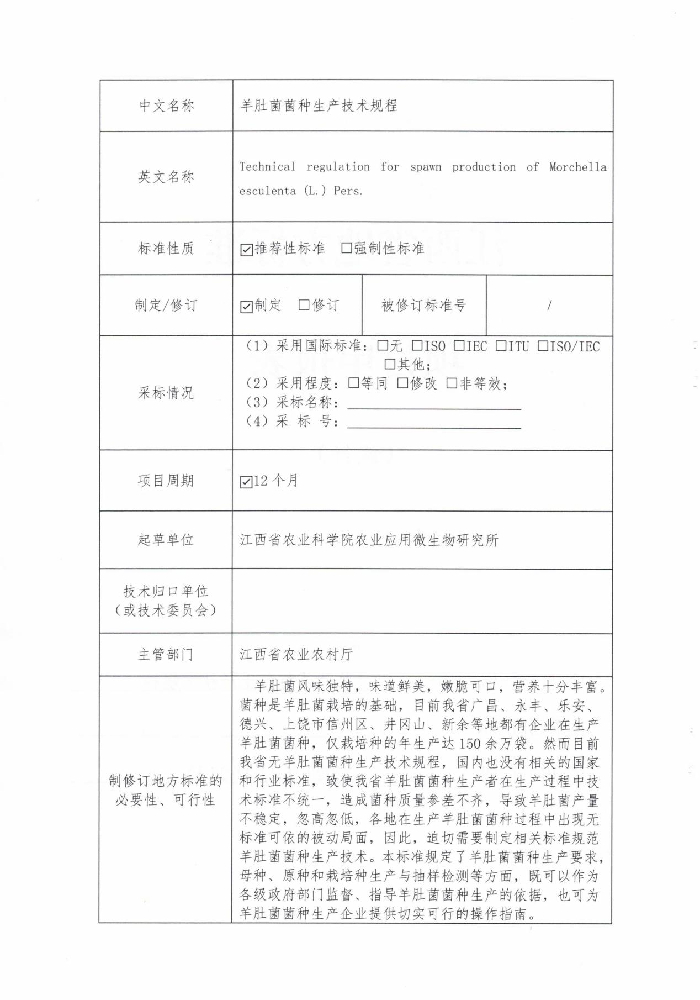 中文名称 羊肚菌菌种生产技术规程
英文名称 Technical regulation for spawn production of Morchella
esculenta (L.) Pers.
标准性质 ☑推荐性标准 □强制性标准
制定/修订 ☑制定 □修订 被修订标准号 /
采标情况
(1) 采用国际标准: □无 □ISO □IEC □ITU □ISO/IEC
□其他;
(2) 采用程度: □等同 □修改 □非等效;
(3) 采标名称:
(4) 采 标 号:
项目周期 ☑12 个月
起草单位 江西省农业科学院农业应用微生物研究所
技术归口单位
（或技术委员会）
主管部门 江西省农业农村厅
制修订地方标准的
必要性、可行性
羊肚菌风味独特，味道鲜美，嫩脆可口，营养十分丰富。
菌种是羊肚菌栽培的基础，目前我省广昌、永丰、乐安、
德兴、上饶市信州区、井冈山、新余等地都有企业在生产
羊肚菌菌种，仅栽培种的年生产达 150 余万袋。然而目前
我省无羊肚菌菌种生产技术规程，国内也没有相关的国家
和行业标准，致使我省羊肚菌菌种生产者在生产过程中技
术标准不统一，造成菌种质量参差不齐，导致羊肚菌产量
不稳定，忽高忽低，各地在生产羊肚菌菌种过程中出现无
标准可依的被动局面，因此，迫切需要制定相关标准规范
羊肚菌菌种生产技术。本标准规定了羊肚菌菌种生产要求，
母种、原种和栽培种生产与抽样检测等方面，既可以作为
各级政府部门监督、指导羊肚菌菌种生产的依据，也可为
羊肚菌菌种生产企业提供切实可行的操作指南。